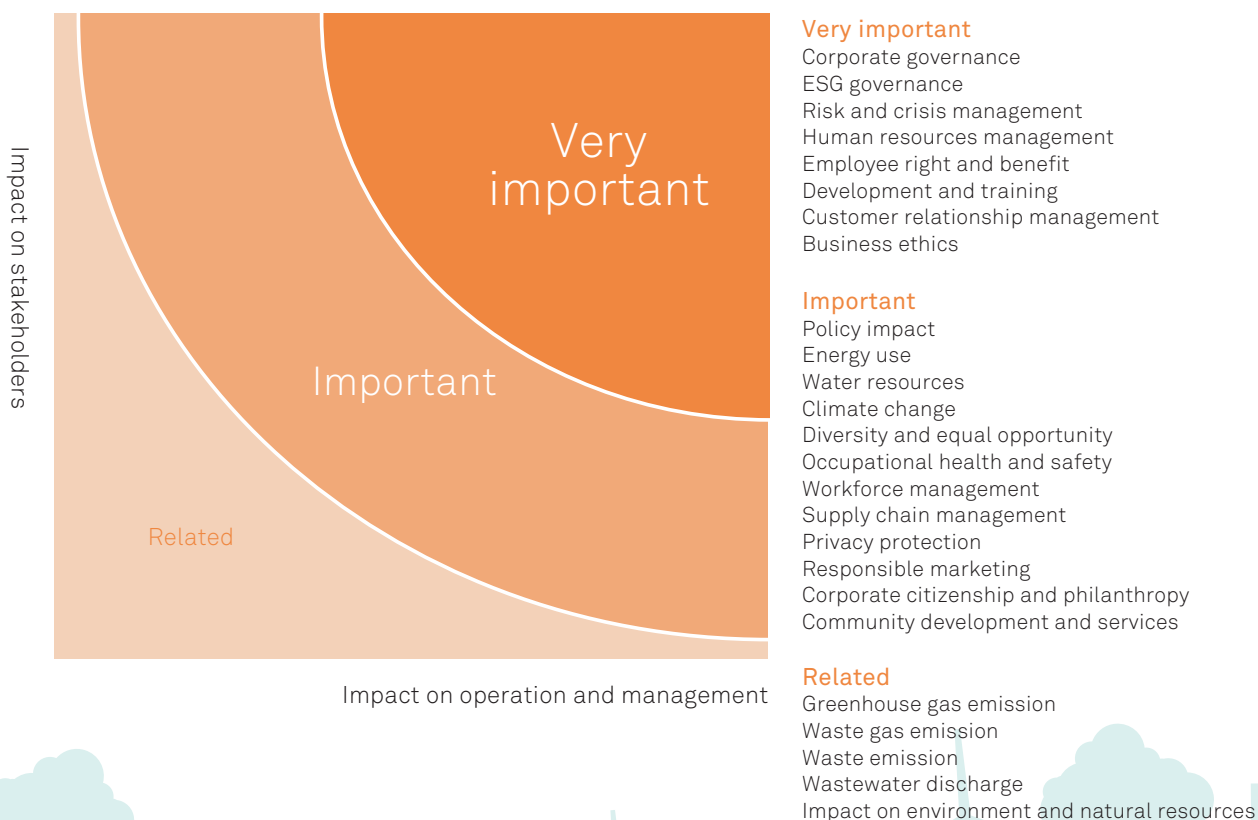 Impact on stakeholders
Very
important
Important
Related
Impact on operation and management
Very important
Corporate governance
ESG governance
Risk and crisis management
Human resources management
Employee right and benefit
Development and training
Customer relationship management
Business ethics
Important
Policy impact
Energy use
Water resources
Climate change
Diversity and equal opportunity
Occupational health and safety
Workforce management
Supply chain management
Privacy protection
Responsible marketing
Corporate citizenship and philanthropy
Community development and services
Related
Greenhouse gas emission
Waste gas emission
Waste emission
Wastewater discharge
Impact on environment and natural resources